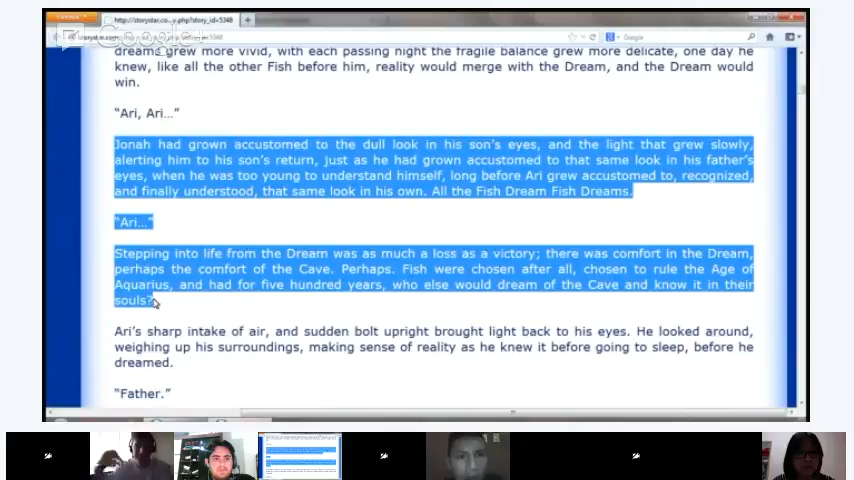 http://storystar.co...y.php?story_id=5348
Google+
Google
dreams grew more vivid, with each passing night the fragile balance grew more delicate, one day he
knew, like all the other Fish before him, reality would merge with the Dream, and the Dream would
win.
“Ari, Ari…”
Jonah had grown accustomed to the dull look in his son’s eyes, and the light that grew slowly,
alerting him to his son’s return, just as he had grown accustomed to that same look in his father’s
eyes, when he was too young to understand himself, long before Ari grew accustomed to, recognized,
and finally understood, that same look in his own. All the Fish Dream Fish Dreams.
“Ari…”
Stepping into life from the Dream was as much a loss as a victory; there was comfort in the Dream,
perhaps the comfort of the Cave. Perhaps. Fish were chosen after all, chosen to rule the Age of
Aquarius, and had for five hundred years, who else would dream of the Cave and know it in their
souls?
Ari’s sharp intake of air, and sudden bolt upright brought light back to his eyes. He looked around,
weighing up his surroundings, making sense of reality as he knew it before going to sleep, before he
dreamed.
“Father.”